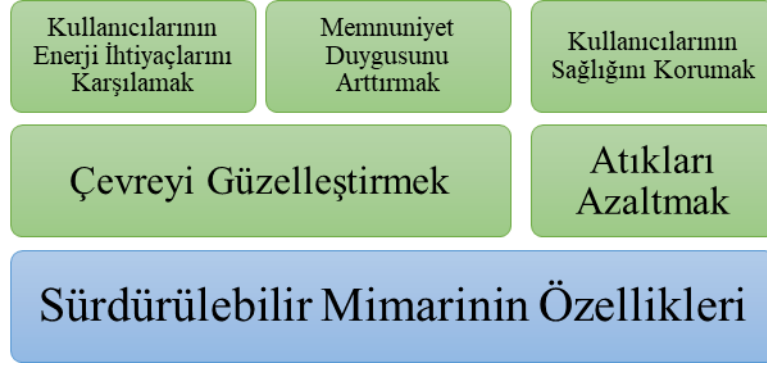 Kullanıcılarının
Enerji İhtiyaçlarını
Karşılamak
Memnuniyet
Duygusunu
Arttırmak
Kullanıcılarının
Sağlığını Korumak
Çevreyi Güzelleştirmek
Atıkları
Azaltmak
Sürdürülebilir Mimarinin Özellikleri